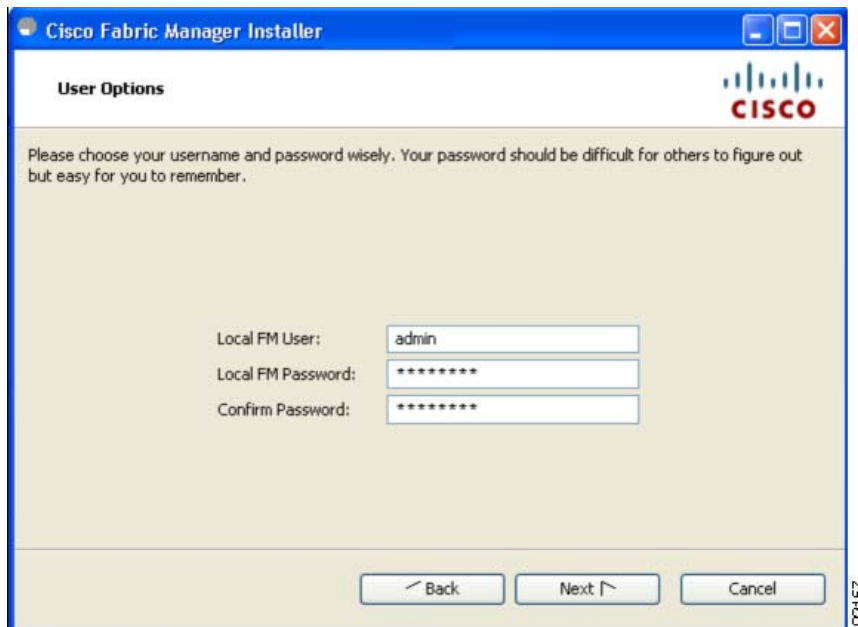 Cisco Fabric Manager Installer
User Options
CISCO
Please choose your username and password wisely. Your password should be difficult for others to figure out
but easy for you to remember.
Local FM User: admin
Local FM Password: ********
Confirm Password: ********
Back Next Cancel